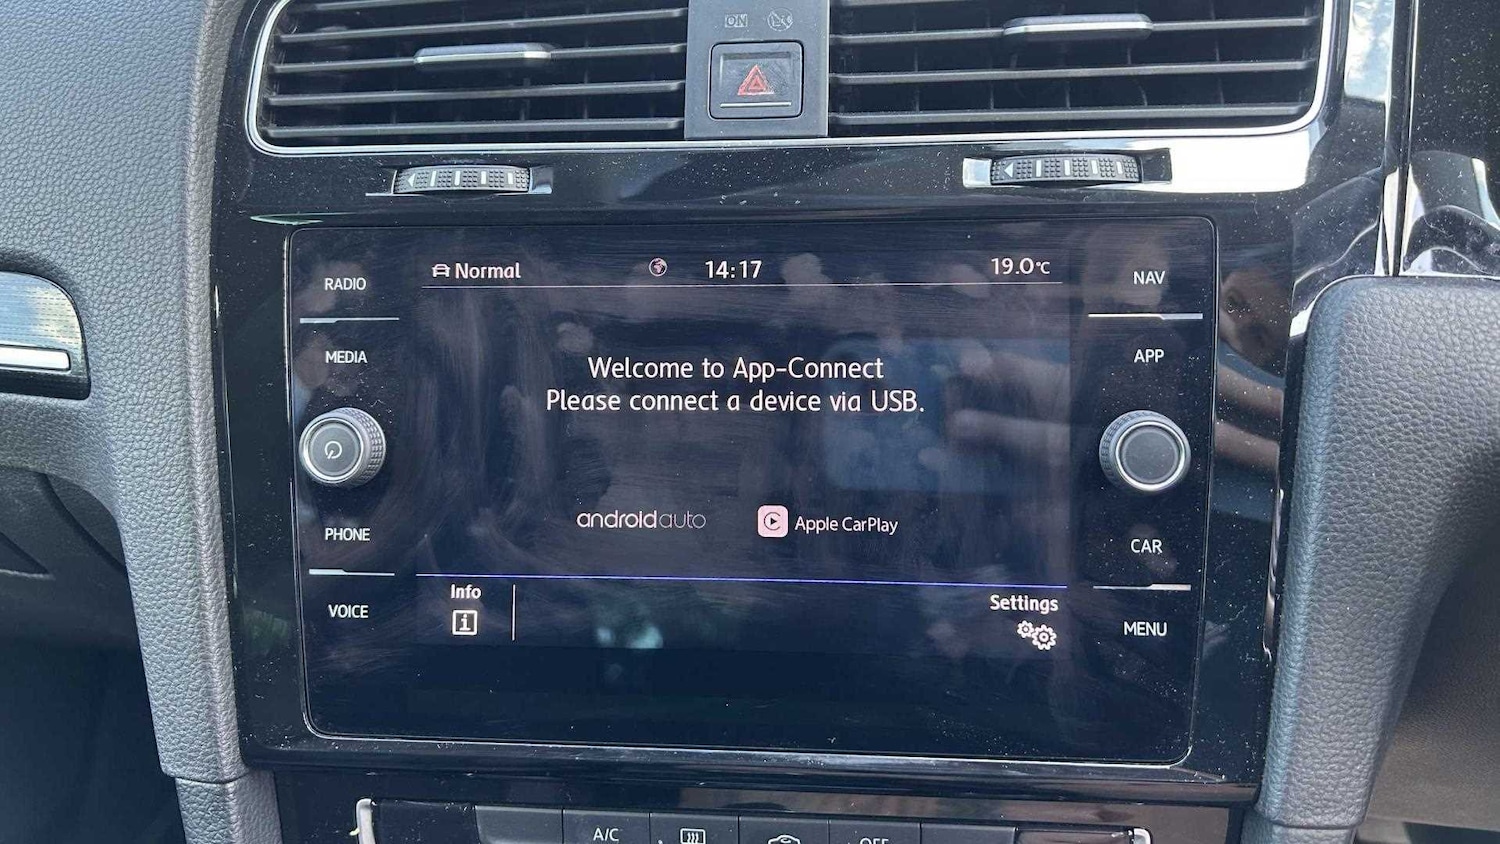 ON
RADIO
MEDIA
PHONE
VOICE
Normal
14:17
19.0°C
Welcome to App-Connect
Please connect a device via USB.
androidauto
Apple CarPlay
Info
i
Settings
NAV
APP
CAR
MENU
A/C
OFF